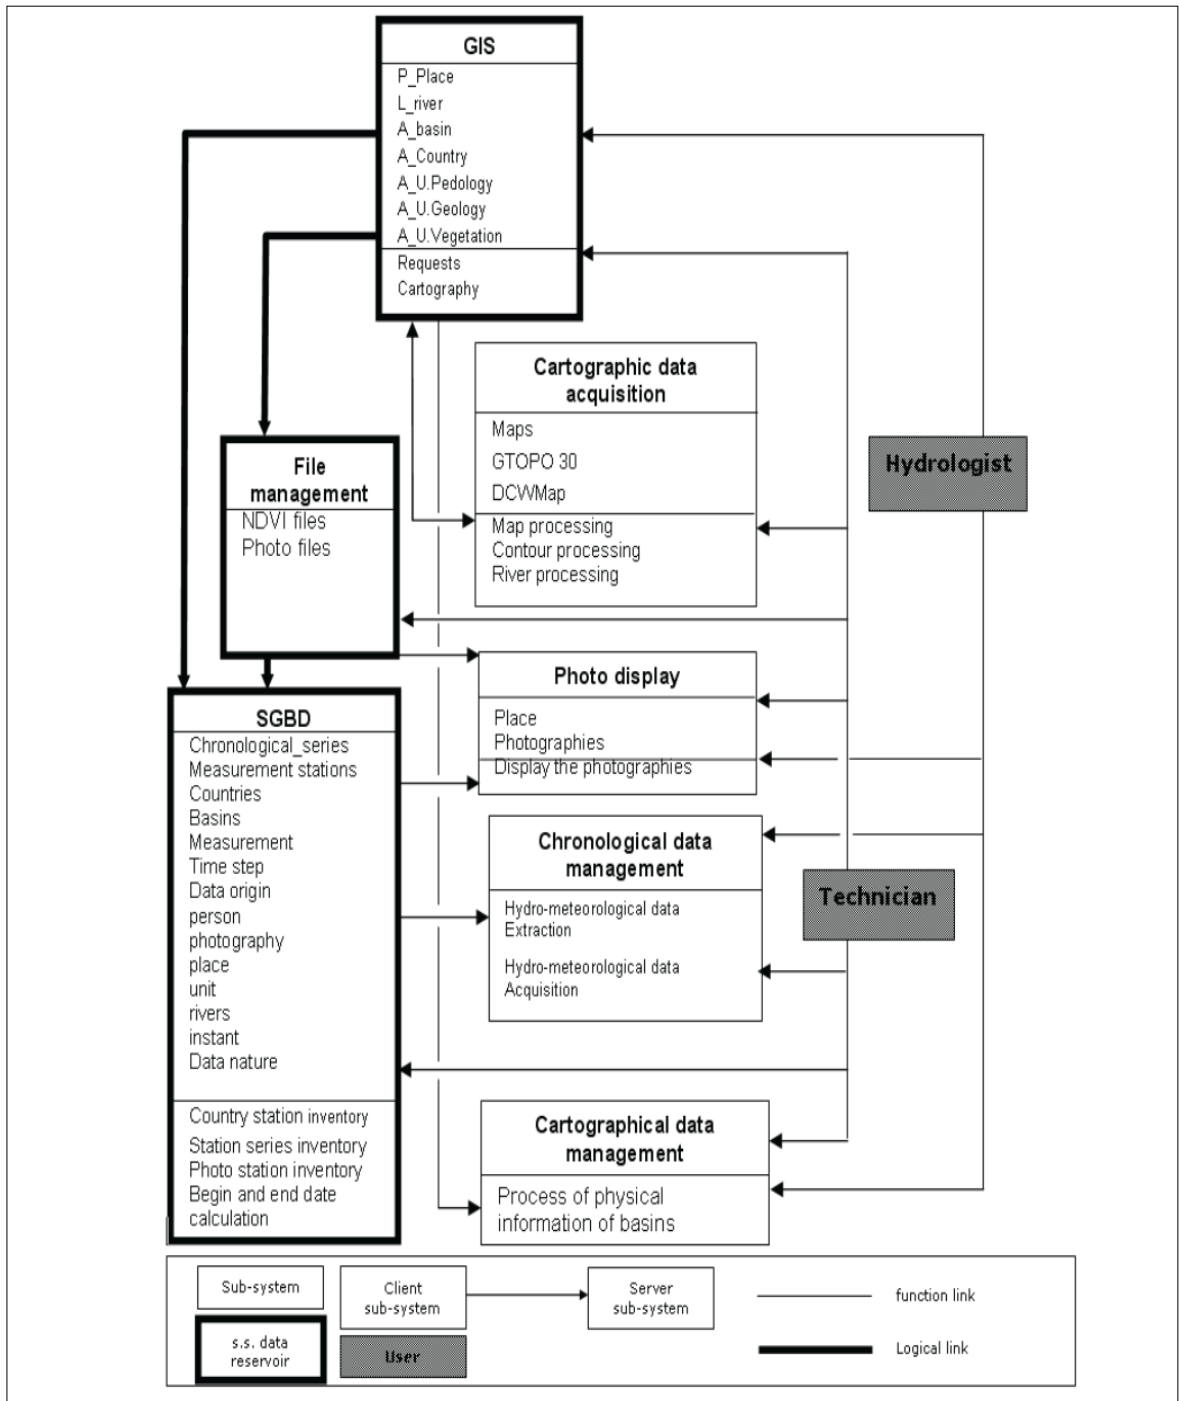 GIS
P_Place
L_river
A_basin
A_Country
A_U.Pedology
A_U.Geology
A_U.Vegetation
Requests
Cartography
Cartographic data
acquisition
Maps
GTOPO 30
DCWMap
Map processing
Contour processing
River processing
Hydrologist
File
management
NDVI files
Photo files
Photo display
Place
Photographies
Display the photographies
SGBD
Chronological_series
Measurement stations
Countries
Basins
Measurement
Time step
Data origin
person
photography
place
unit
rivers
instant
Data nature
Country station inventory
Station series inventory
Photo station inventory
Begin and end date
calculation
Chronological data
management
Hydro-meteorological data
Extraction
Hydro-meteorological data
Acquisition
Technician
Cartographical data
management
Process of physical
information of basins
Sub-system
Client
sub-system
Server
sub-system
function link
s.s. data
reservoir
User
Logical link